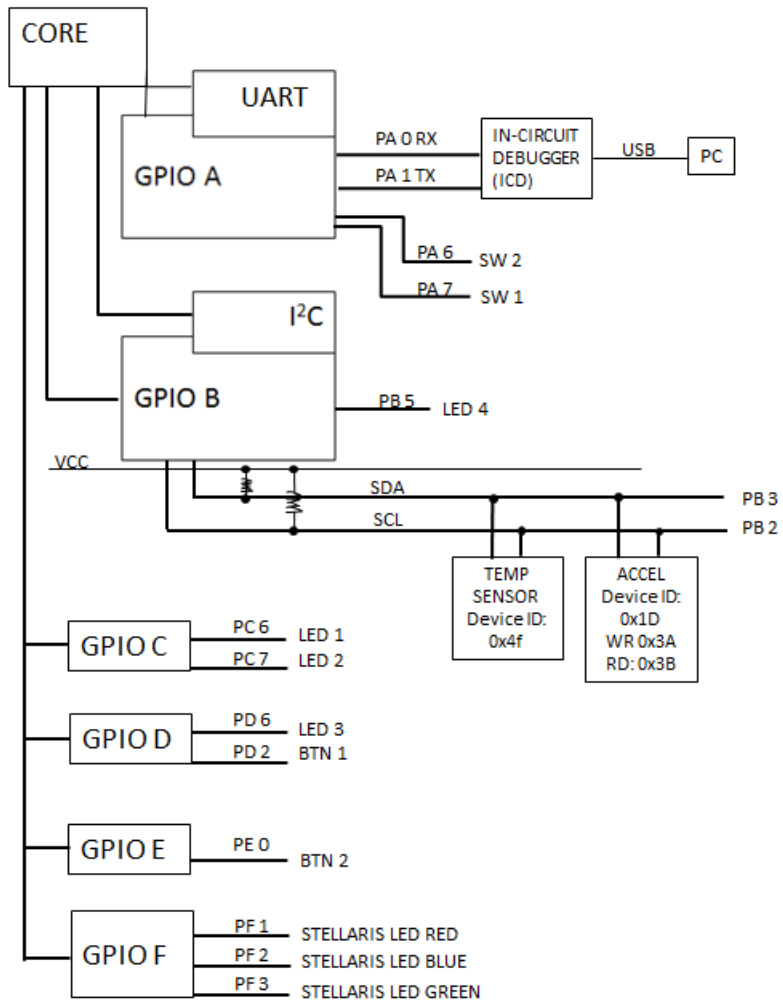 CORE
UART
GPIO A
PA 0 RX
PA 1 TX
IN-CIRCUIT
DEBUGGER
(ICD)
USB
PC
PA 6
SW 2
PA 7
SW 1
I²C
GPIO B
PB 5
LED 4
VCC
SDA
PB 3
SCL
PB 2
TEMP
SENSOR
Device ID:
0x4f
ACCEL
Device ID:
0x1D
WR 0x3A
RD: 0x3B
GPIO C
PC 6
LED 1
PC 7
LED 2
GPIO D
PD 6
LED 3
PD 2
BTN 1
GPIO E
PE 0
BTN 2
GPIO F
PF 1
STELLARIS LED RED
PF 2
STELLARIS LED BLUE
PF 3
STELLARIS LED GREEN